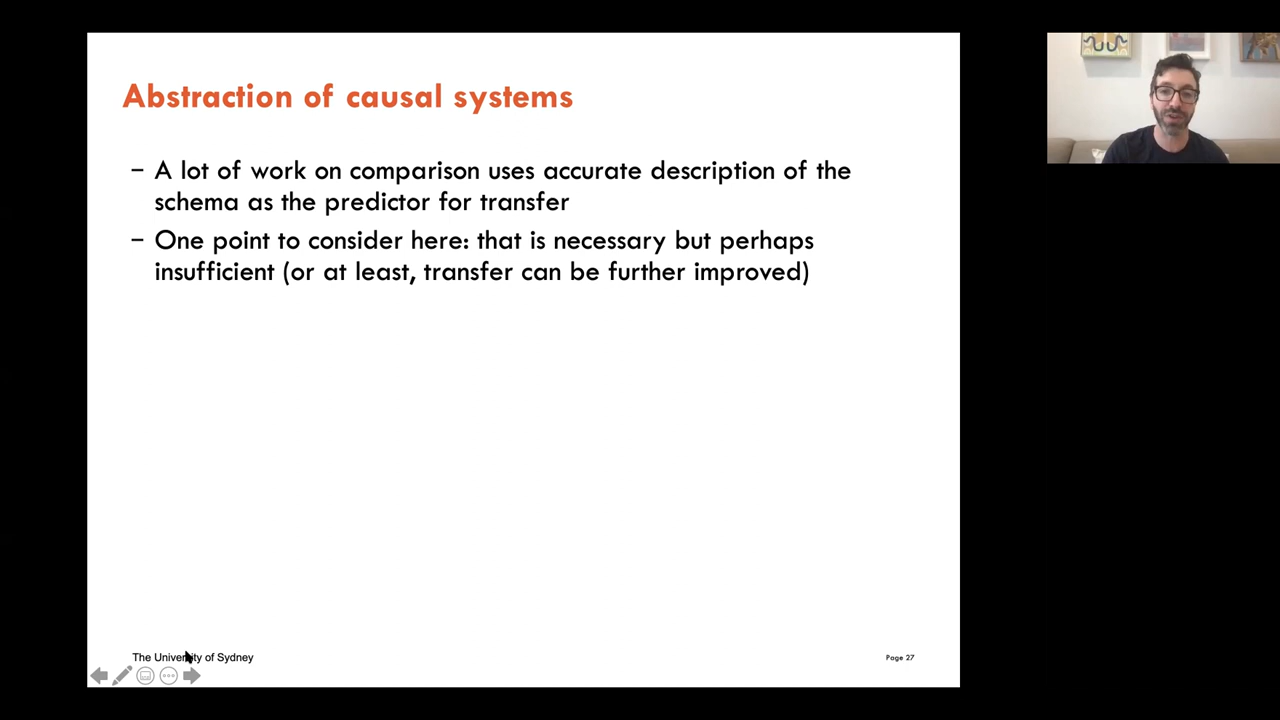 Abstraction of causal systems
– A lot of work on comparison uses accurate description of the
schema as the predictor for transfer
– One point to consider here: that is necessary but perhaps
insufficient (or at least, transfer can be further improved)
The University of Sydney
Page 27